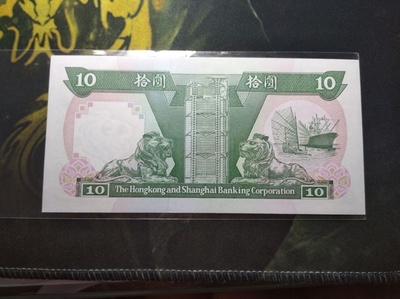 10 拾圓 拾圓 10
10 The Hongkong and Shanghai Banking Corporation 10